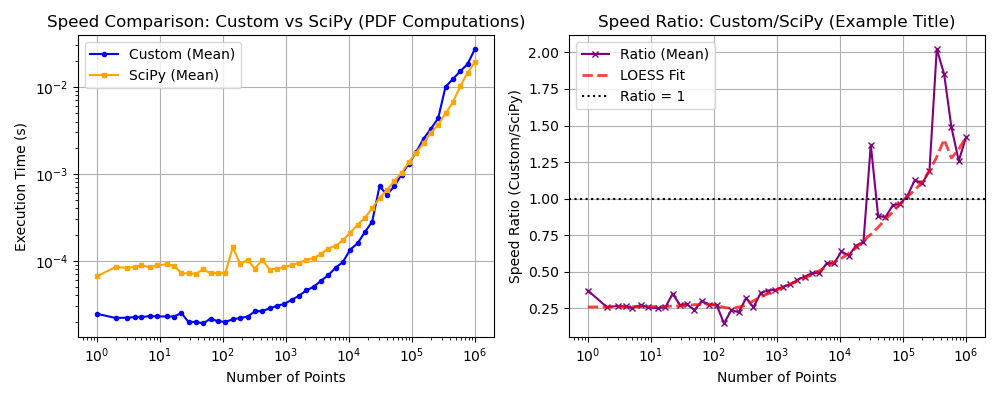 Speed Comparison: Custom vs SciPy (PDF Computations)
Custom (Mean)
SciPy (Mean)
Execution Time (s)
10⁻²
10⁻³
10⁻⁴
10⁰ 10¹ 10² 10³ 10⁴ 10⁵ 10⁶
Number of Points
Speed Ratio: Custom/SciPy (Example Title)
Ratio (Mean)
LOESS Fit
Ratio = 1
Speed Ratio (Custom/SciPy)
2.00
1.75
1.50
1.25
1.00
0.75
0.50
0.25
10⁰ 10¹ 10² 10³ 10⁴ 10⁵ 10⁶
Number of Points